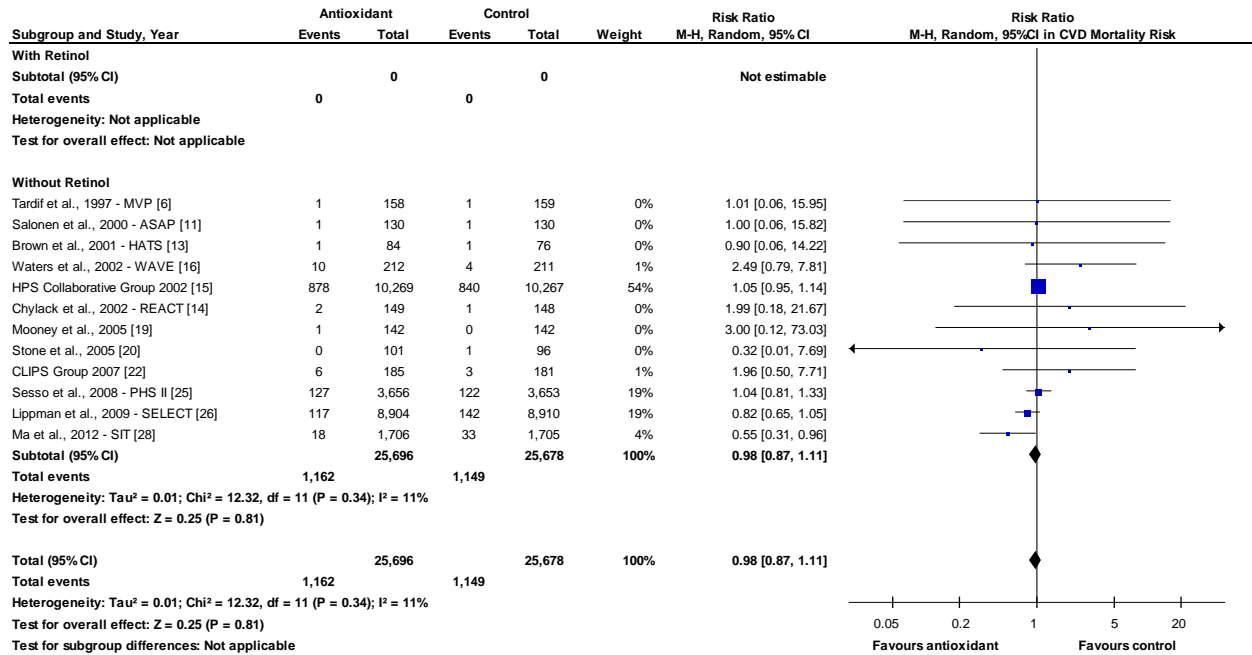 Antioxidant Control Risk Ratio Risk Ratio
Subgroup and Study, Year Events Total Events Total Weight M-H, Random, 95% CI M-H, Random, 95%CI in CVD Mortality Risk
With Retinol
Subtotal (95% CI) 0 0 Not estimable
Total events 0 0
Heterogeneity: Not applicable
Test for overall effect: Not applicable
Without Retinol
Tardif et al., 1997 - MVP [6] 1 158 1 159 0% 1.01 [0.06, 15.95]
Salonen et al., 2000 - ASAP [11] 1 130 1 130 0% 1.00 [0.06, 15.82]
Brown et al., 2001 - HATS [13] 1 84 1 76 0% 0.90 [0.06, 14.22]
Waters et al., 2002 - WAVE [16] 10 212 4 211 1% 2.49 [0.79, 7.81]
HPS Collaborative Group 2002 [15] 878 10,269 840 10,267 54% 1.05 [0.95, 1.14]
Chylack et al., 2002 - REACT [14] 2 149 1 148 0% 1.99 [0.18, 21.67]
Mooney et al., 2005 [19] 1 142 0 142 0% 3.00 [0.12, 73.03]
Stone et al., 2005 [20] 0 101 1 96 0% 0.32 [0.01, 7.69]
CLIPS Group 2007 [22] 6 185 3 181 1% 1.96 [0.50, 7.71]
Sesso et al., 2008 - PHS II [25] 127 3,656 122 3,653 19% 1.04 [0.81, 1.33]
Lippman et al., 2009 - SELECT [26] 117 8,904 142 8,910 19% 0.82 [0.65, 1.05]
Ma et al., 2012 - SIT [28] 18 1,706 33 1,705 4% 0.55 [0.31, 0.96]
Subtotal (95% CI) 25,696 25,678 100% 0.98 [0.87, 1.11]
Total events 1,162 1,149
Heterogeneity: Tau² = 0.01; Chi² = 12.32, df = 11 (P = 0.34); I² = 11%
Test for overall effect: Z = 0.25 (P = 0.81)
Total (95% CI) 25,696 25,678 100% 0.98 [0.87, 1.11]
Total events 1,162 1,149
Heterogeneity: Tau² = 0.01; Chi² = 12.32, df = 11 (P = 0.34); I² = 11%
0.05 0.2 1 5 20
Test for overall effect: Z = 0.25 (P = 0.81)
Test for subgroup differences: Not applicable Favours antioxidant Favours control